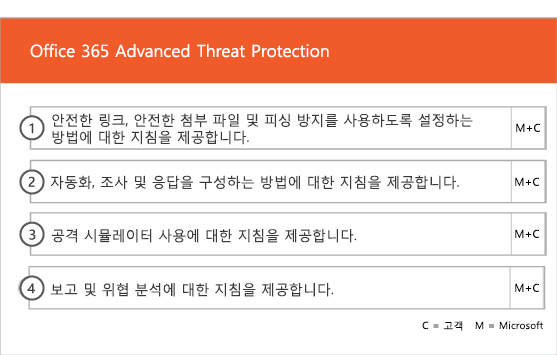 Office 365 Advanced Threat Protection
1 안전한 링크, 안전한 첨부 파일 및 피싱 방지를 사용하도록 설정하는
방법에 대한 지침을 제공합니다.
M+C
2 자동화, 조사 및 응답을 구성하는 방법에 대한 지침을 제공합니다. M+C
3 공격 시뮬레이터 사용에 대한 지침을 제공합니다. M+C
4 보고 및 위협 분석에 대한 지침을 제공합니다. M+C
C = 고객 M = Microsoft